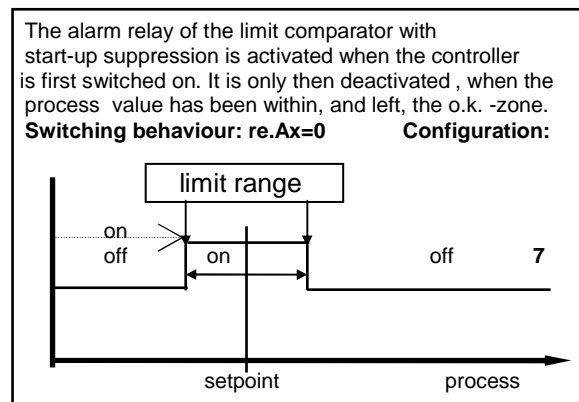 The alarm relay of the limit comparator with
start-up suppression is activated when the controller
is first switched on. It is only then deactivated , when the
process value has been within, and left, the o.k. -zone.
Switching behaviour: re.Ax=0 Configuration:
limit range
on
off on off 7
setpoint process